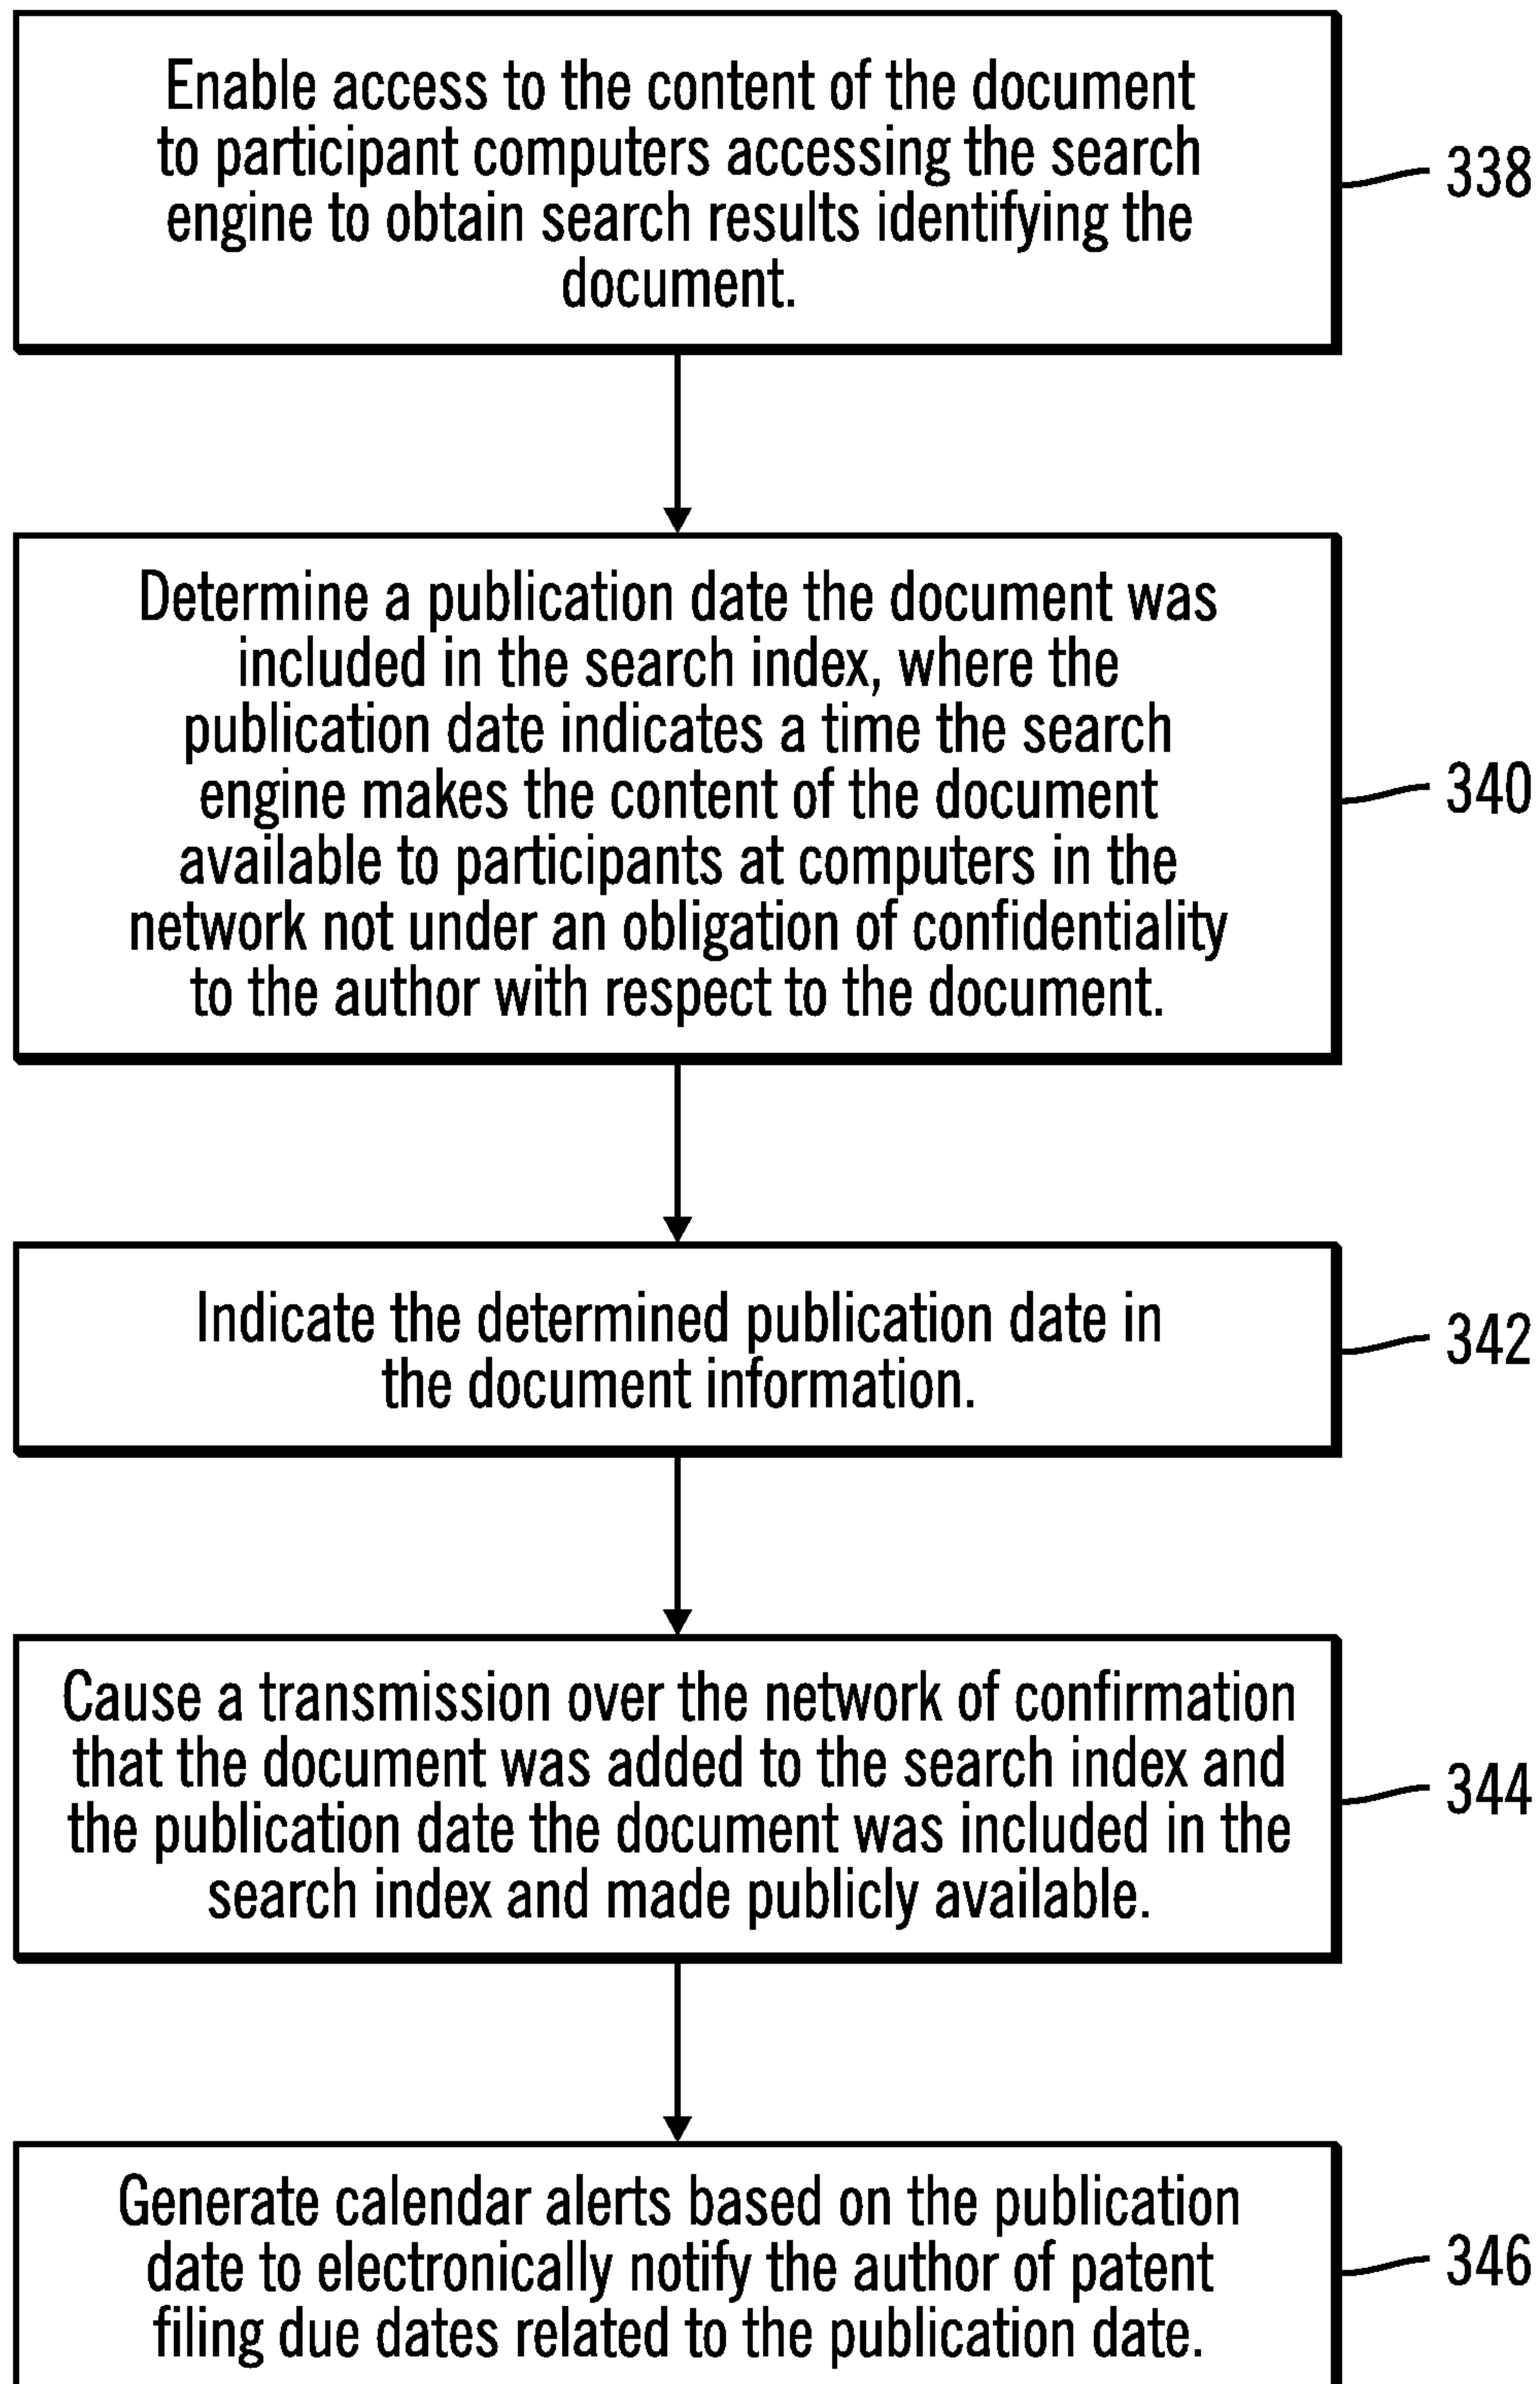 Enable access to the content of the document
to participant computers accessing the search
engine to obtain search results identifying the
document.
338
Determine a publication date the document was
included in the search index, where the
publication date indicates a time the search
engine makes the content of the document
available to participants at computers in the
network not under an obligation of confidentiality
to the author with respect to the document.
340
Indicate the determined publication date in
the document information.
342
Cause a transmission over the network of confirmation
that the document was added to the search index and
the publication date the document was included in the
search index and made publicly available.
344
Generate calendar alerts based on the publication
date to electronically notify the author of patent
filing due dates related to the publication date.
346